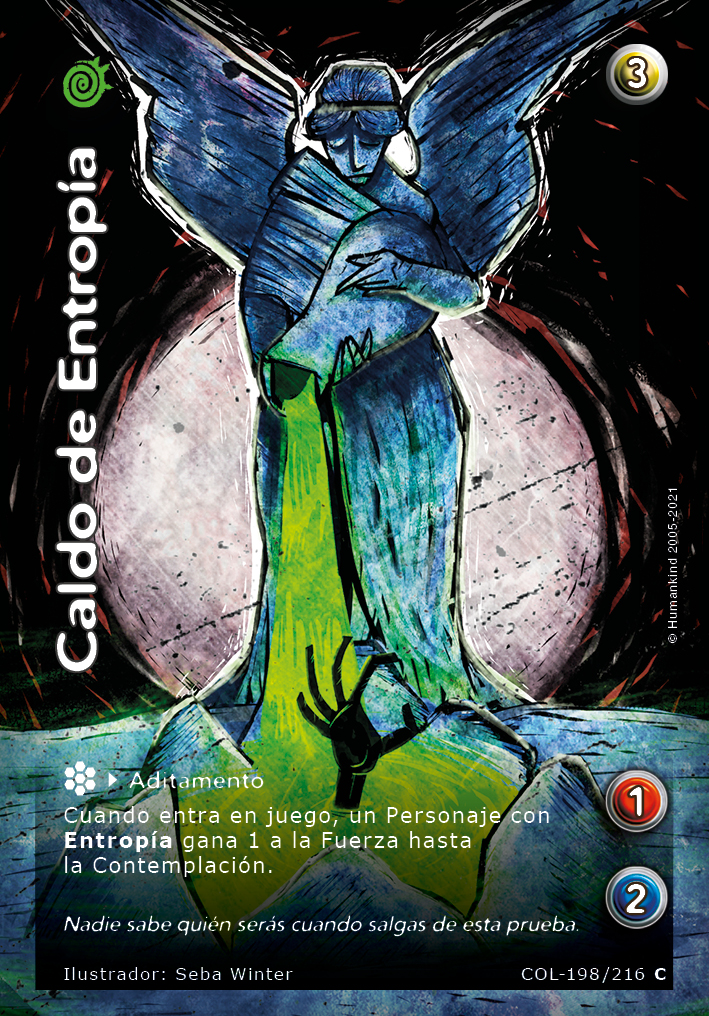 3
Caldo de Entropía
© Humankind 2005-2021
Aditamento
Cuando entra en juego, un Personaje con
Entropía gana 1 a la Fuerza hasta
la Contemplación.
1
2
Nadie sabe quién serás cuando salgas de esta prueba.
Ilustrador: Seba Winter
COL-198/216 C